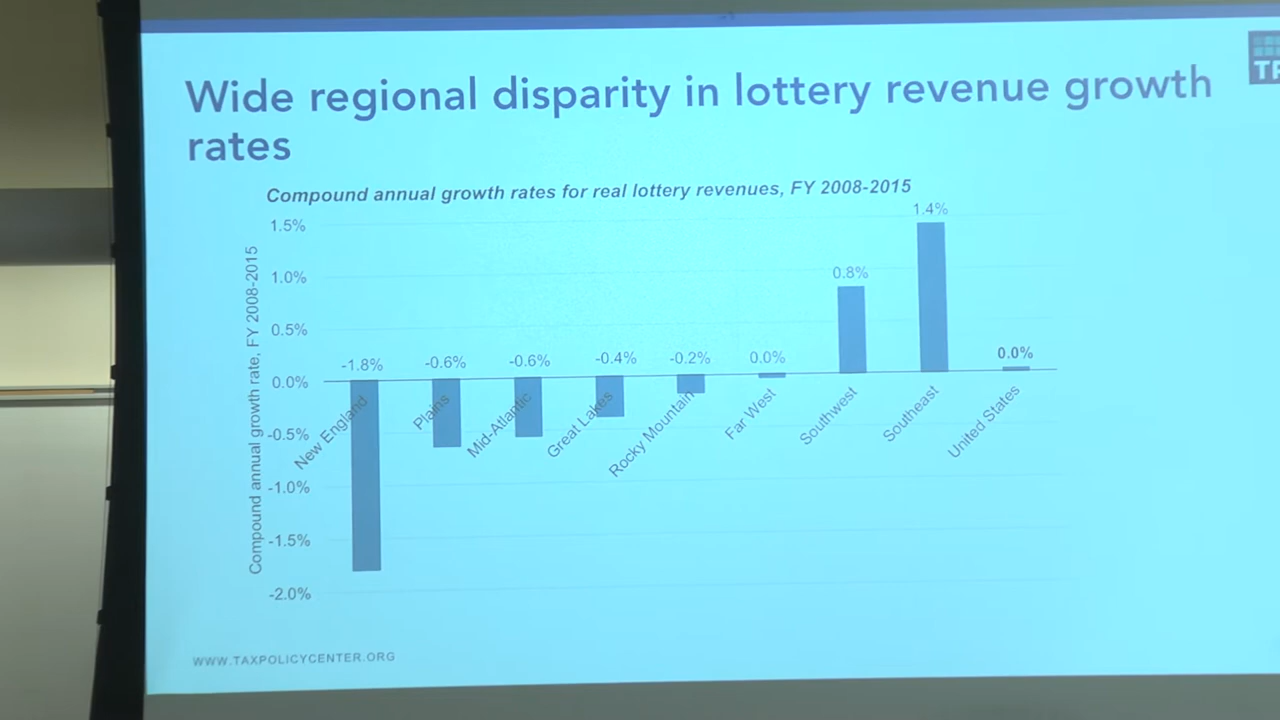 Wide regional disparity in lottery revenue growth
rates
Compound annual growth rates for real lottery revenues, FY 2008-2015
Compound annual growth rate, FY 2008-2015
1.5%
1.0%
0.5%
0.0%
-0.5%
-1.0%
-1.5%
-2.0%
-1.8%
-0.6%
-0.6%
-0.4%
-0.2%
0.0%
0.8%
1.4%
0.0%
New England
Plains
Mid-Atlantic
Great Lakes
Rocky Mountain
Far West
Southwest
Southeast
United States
WWW.TAXPOLICYCENTER.ORG